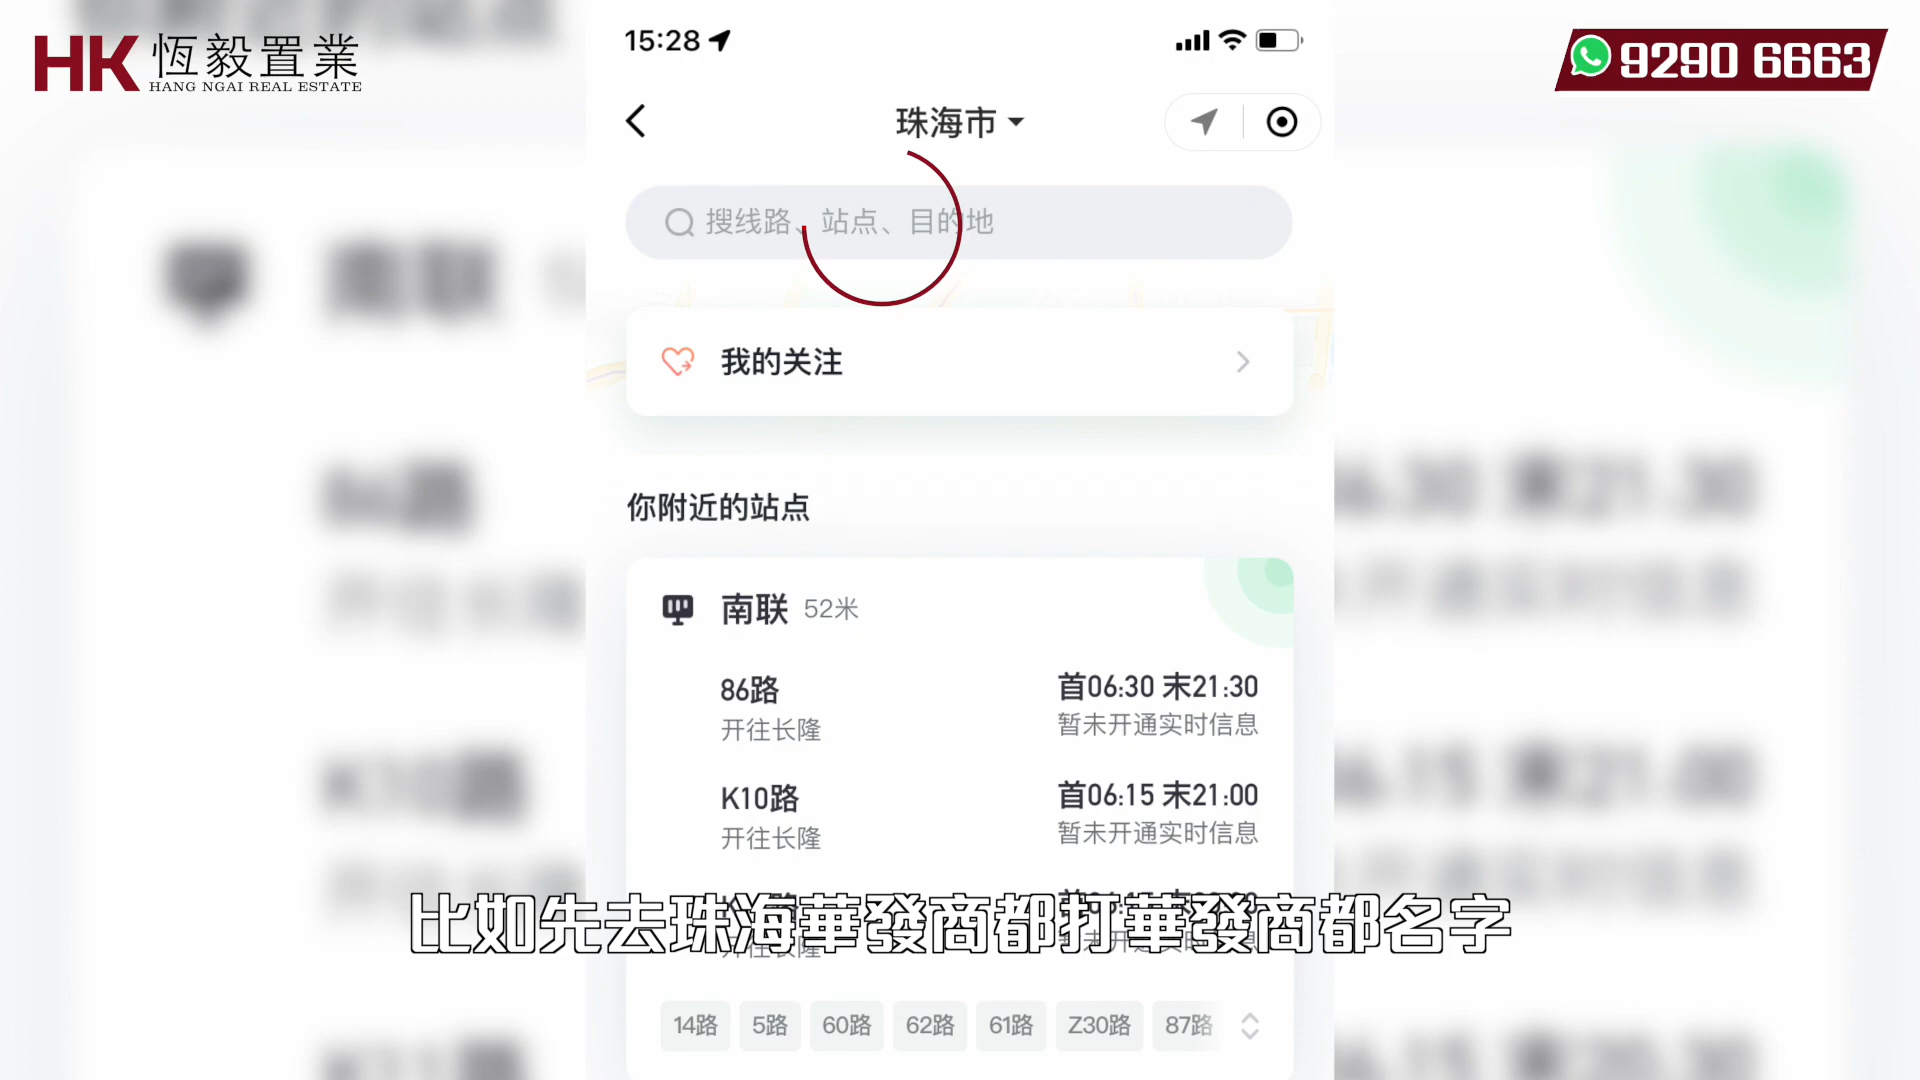 HK 恆毅置業
HANG NGAI REAL ESTATE
9290 6663
15:28
珠海市
搜线路、站点、目的地
我的关注
你附近的站点
南联 52米
86路 首06:30 末21:30
开往长隆 暂未开通实时信息
K10路 首06:15 末21:00
开往长隆 暂未开通实时信息
比如先去珠海華發商都打華發商都名字
开往长隆
14路 5路 60路 62路 61路 Z30路 87路